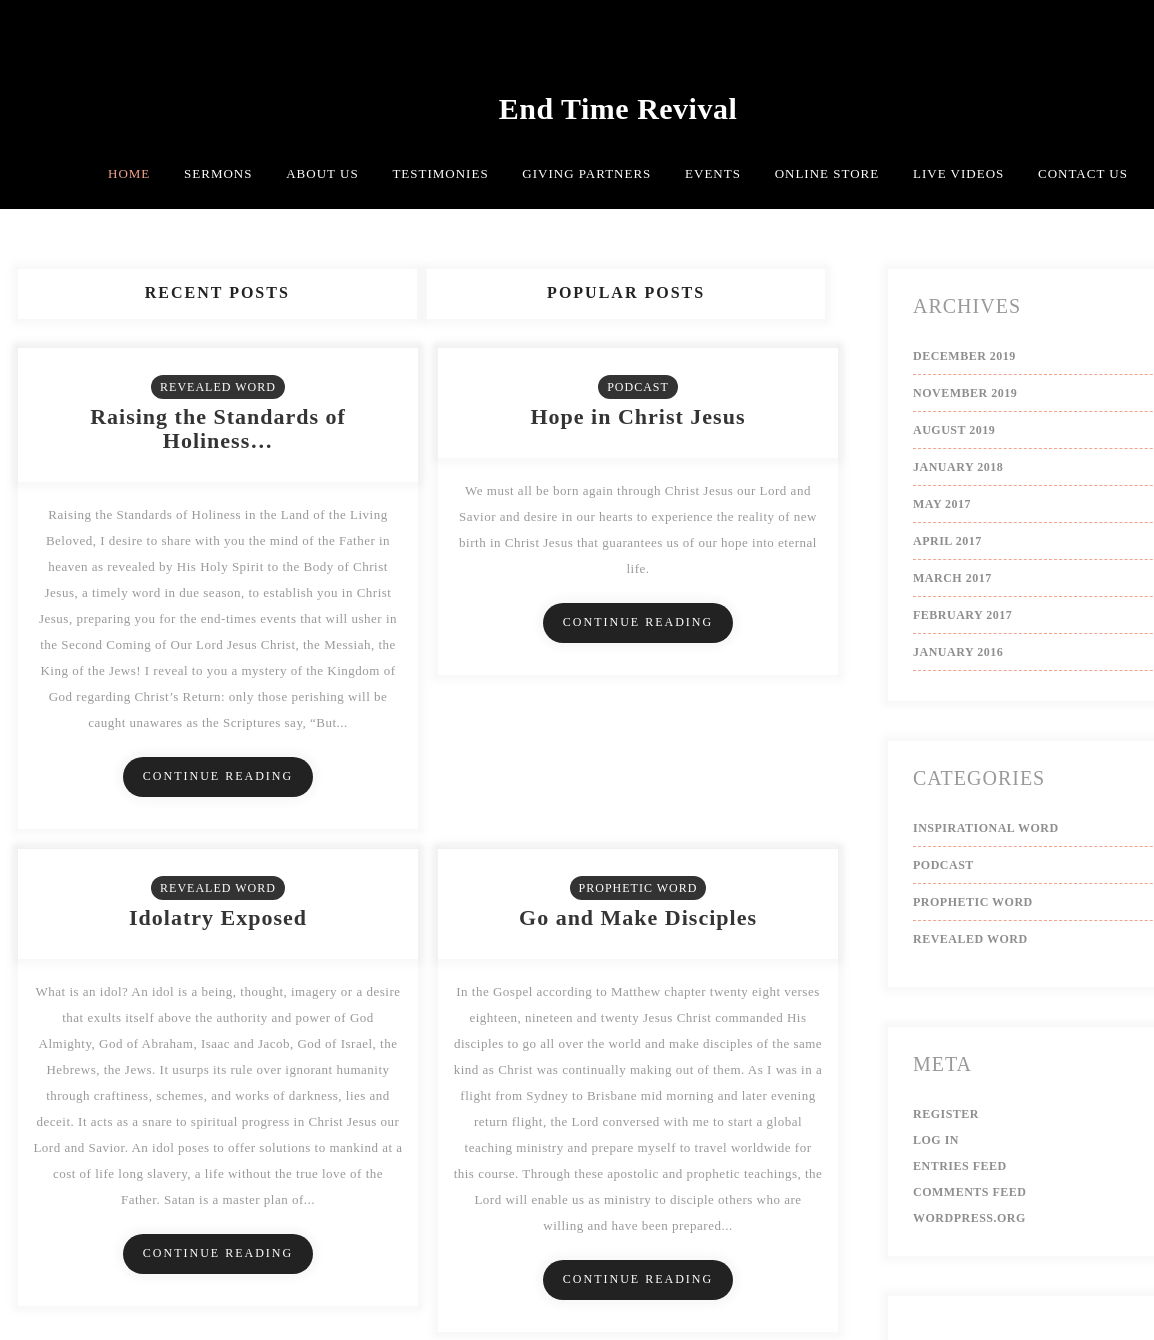 End Time Revival
HOME SERMONS ABOUT US TESTIMONIES GIVING PARTNERS EVENTS ONLINE STORE LIVE VIDEOS CONTACT US
RECENT POSTS
POPULAR POSTS
REVEALED WORD
Raising the Standards of
Holiness…
Raising the Standards of Holiness in the Land of the Living
Beloved, I desire to share with you the mind of the Father in
heaven as revealed by His Holy Spirit to the Body of Christ
Jesus, a timely word in due season, to establish you in Christ
Jesus, preparing you for the end-times events that will usher in
the Second Coming of Our Lord Jesus Christ, the Messiah, the
King of the Jews! I reveal to you a mystery of the Kingdom of
God regarding Christ’s Return: only those perishing will be
caught unawares as the Scriptures say, “But...
CONTINUE READING
PODCAST
Hope in Christ Jesus
We must all be born again through Christ Jesus our Lord and
Savior and desire in our hearts to experience the reality of new
birth in Christ Jesus that guarantees us of our hope into eternal
life.
CONTINUE READING
REVEALED WORD
Idolatry Exposed
What is an idol? An idol is a being, thought, imagery or a desire
that exults itself above the authority and power of God
Almighty, God of Abraham, Isaac and Jacob, God of Israel, the
Hebrews, the Jews. It usurps its rule over ignorant humanity
through craftiness, schemes, and works of darkness, lies and
deceit. It acts as a snare to spiritual progress in Christ Jesus our
Lord and Savior. An idol poses to offer solutions to mankind at a
cost of life long slavery, a life without the true love of the
Father. Satan is a master plan of...
CONTINUE READING
PROPHETIC WORD
Go and Make Disciples
In the Gospel according to Matthew chapter twenty eight verses
eighteen, nineteen and twenty Jesus Christ commanded His
disciples to go all over the world and make disciples of the same
kind as Christ was continually making out of them. As I was in a
flight from Sydney to Brisbane mid morning and later evening
return flight, the Lord conversed with me to start a global
teaching ministry and prepare myself to travel worldwide for
this course. Through these apostolic and prophetic teachings, the
Lord will enable us as ministry to disciple others who are
willing and have been prepared...
CONTINUE READING
ARCHIVES
DECEMBER 2019
NOVEMBER 2019
AUGUST 2019
JANUARY 2018
MAY 2017
APRIL 2017
MARCH 2017
FEBRUARY 2017
JANUARY 2016
CATEGORIES
INSPIRATIONAL WORD
PODCAST
PROPHETIC WORD
REVEALED WORD
META
REGISTER
LOG IN
ENTRIES FEED
COMMENTS FEED
WORDPRESS.ORG